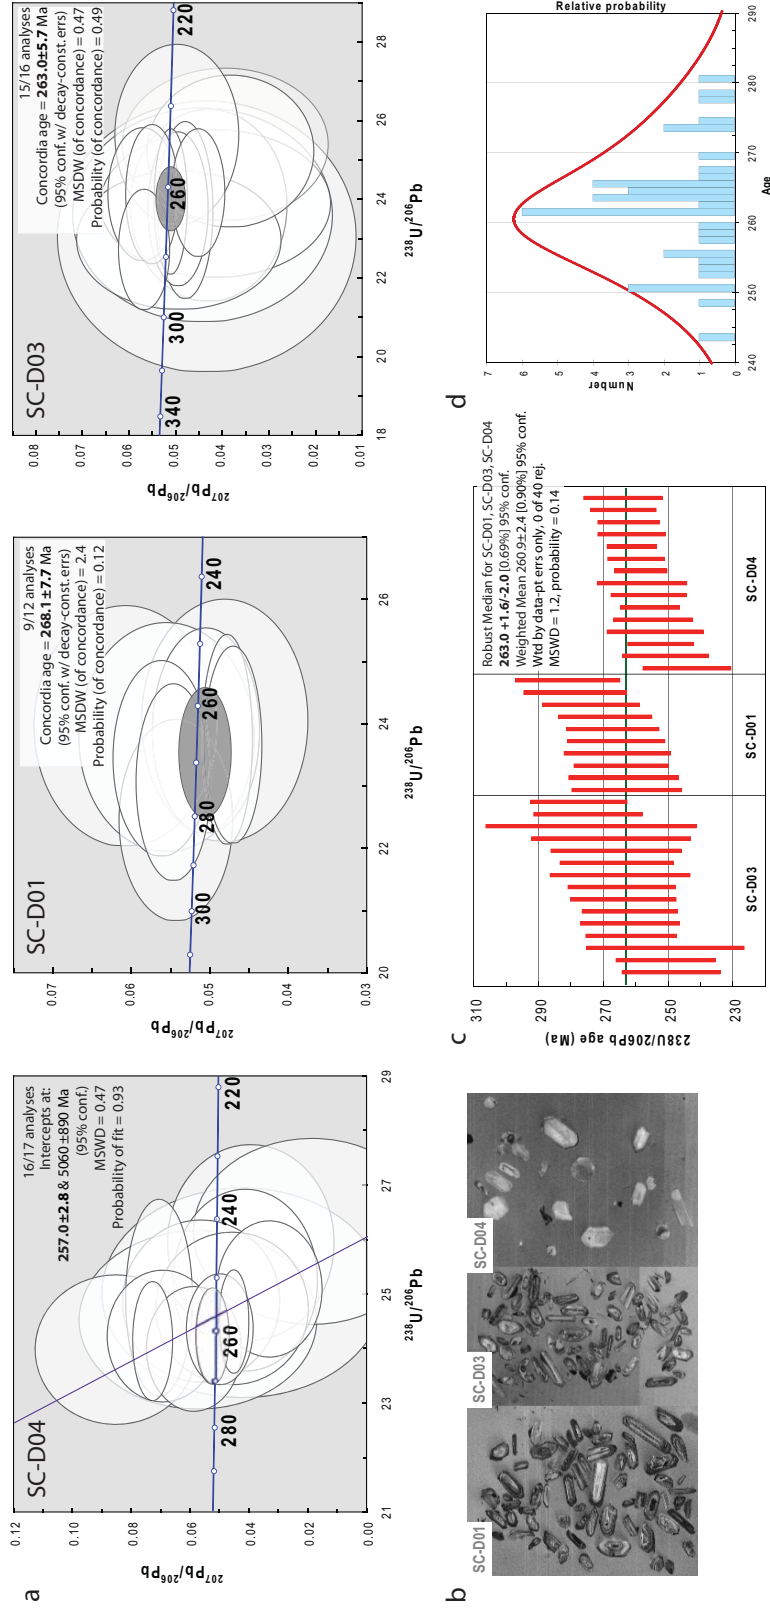 a
SC-D04
16/17 analyses
Intercepts at:
257.0±2.8 & 5060 ±890 Ma
(95% conf.)
MSWD = 0.47
Probability of fit = 0.93
0.12
0.10
0.08
0.06
0.04
0.02
0.00
207Pb/206Pb
280
260
240
220
21
23
25
27
29
238U/206Pb
SC-D01
9/12 analyses
Concordia age = 268.1±7.7 Ma
(95% conf. w/ decay-const. errs)
MSDW (of concordance) = 2.4
Probability (of concordance) = 0.12
0.07
0.06
0.05
0.04
0.03
207Pb/206Pb
300
280
260
240
20
22
24
26
238U/206Pb
SC-D03
15/16 analyses
Concordia age = 263.0±5.7 Ma
(95% conf. w/ decay-const. errs)
MSDW (of concordance) = 0.47
Probability (of concordance) = 0.49
0.08
0.07
0.06
0.05
0.04
0.03
0.02
0.01
207Pb/206Pb
340
300
260
220
18
20
22
24
26
28
238U/206Pb
b
SC-D01
SC-D03
SC-D04
c
310
290
270
250
230
238U/206Pb age (Ma)
Robust Median for SC-D01, SC-D03, SC-D04
263.0 +1.6/-2.0 [0.69%] 95% conf.
Weighted Mean 260.9±2.4 [0.90%] 95% conf.
Wtd by data-pt errs only, 0 of 40 rej.
MSWD = 1.2, probability = 0.14
SC-D03
SC-D01
SC-D04
d
7
6
5
4
3
2
1
0
Number
Relative probability
240
250
260
270
280
290
Age